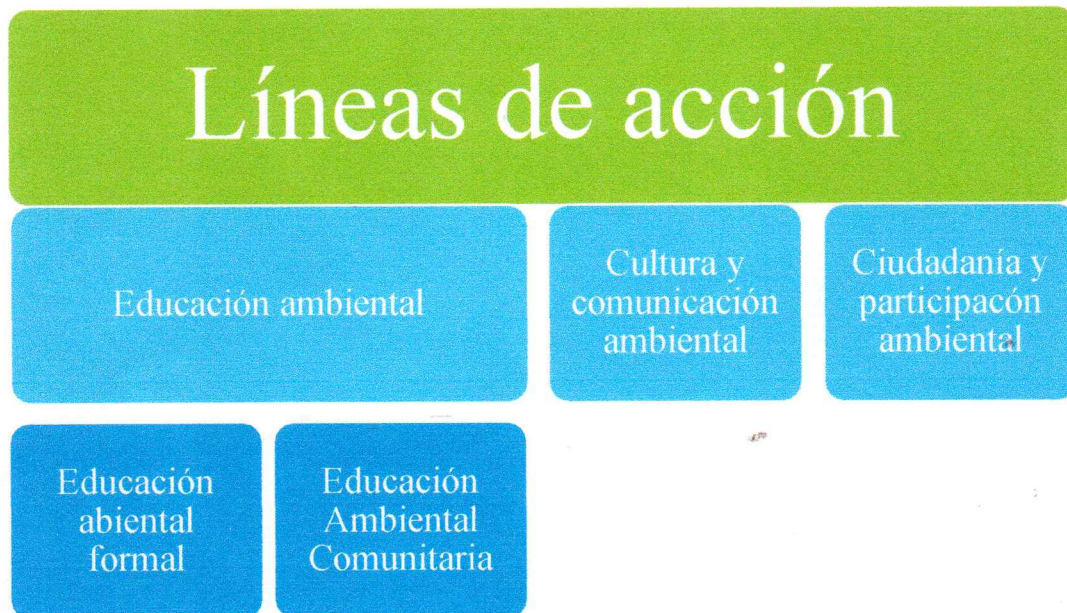 Líneas de acción
Educación ambiental
Cultura y
comunicación
ambiental
Ciudadanía y
participacón
ambiental
Educación
abiental
formal
Educación
Ambiental
Comunitaria